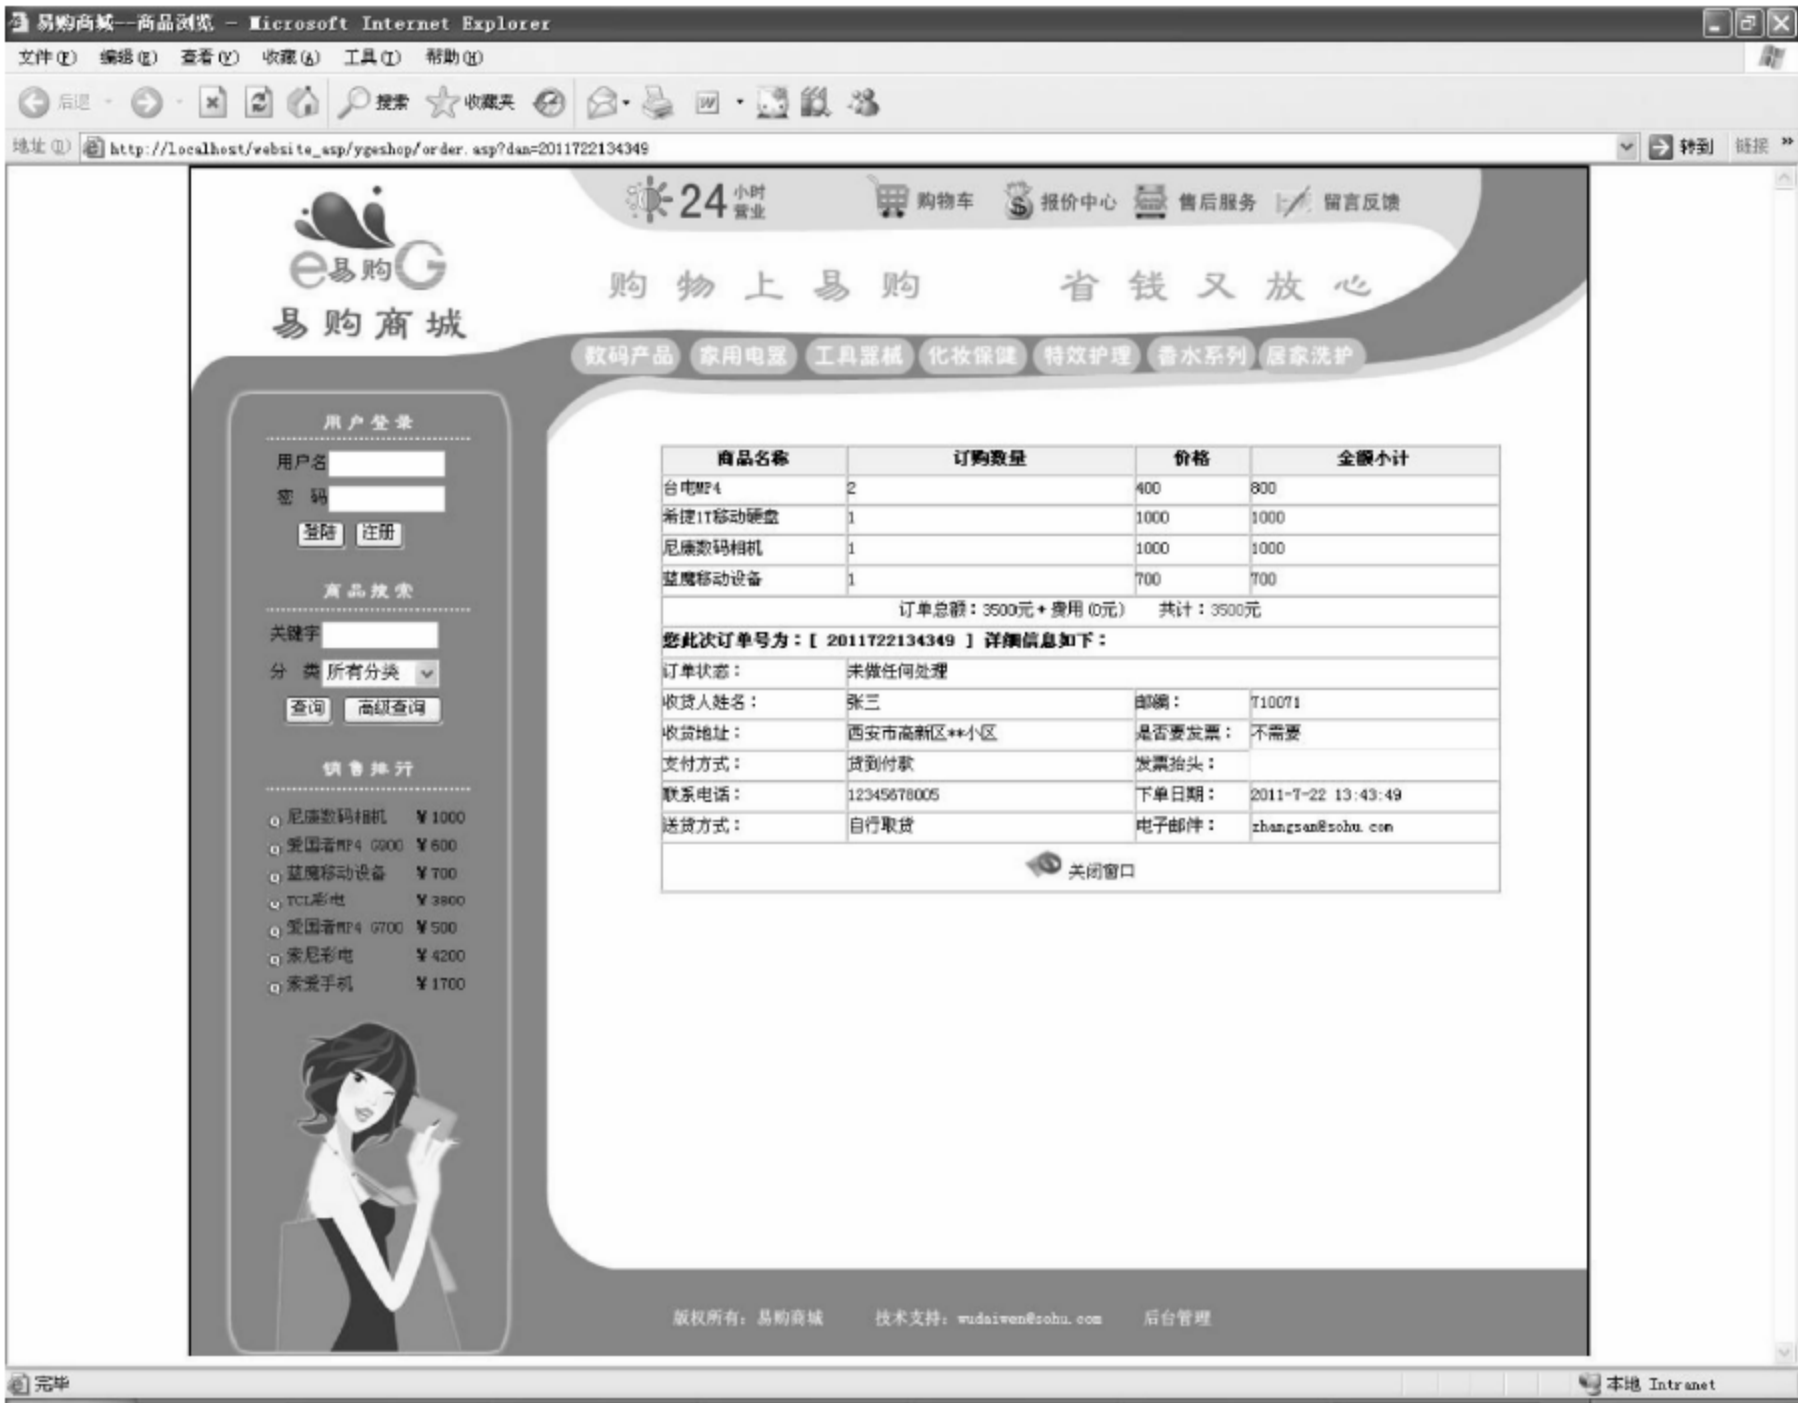 易购商城--商品浏览 - Microsoft Internet Explorer
文件(F) 编辑(E) 查看(V) 收藏(A) 工具(T) 帮助(H)
后退 搜索 收藏夹
地址(D) http://localhost/website_asp/ygeshop/order.asp?dan=2011722134349 转到 链接 »
24 小时营业 购物车 报价中心 售后服务 留言反馈
e易购G
易购商城
购物上易购 省钱又放心
数码产品 家用电器 工具器械 化妆保健 特效护理 香水系列 居家洗护
用户登录
用户名
密 码
登陆 注册
商品搜索
关键字
分 类 所有分类
查询 高级查询
销售排行
尼康数码相机 ¥1000
爱国者MP4 G900 ¥600
蓝魔移动设备 ¥700
TCL彩电 ¥3800
爱国者MP4 G700 ¥500
索尼彩电 ¥4200
索爱手机 ¥1700
商品名称 订购数量 价格 金额小计
台电MP4 2 400 800
希捷1T移动硬盘 1 1000 1000
尼康数码相机 1 1000 1000
蓝魔移动设备 1 700 700
订单总额：3500元+费用(0元) 共计：3500元
您此次订单号为：[ 2011722134349 ] 详细信息如下：
订单状态： 未做任何处理
收货人姓名： 张三 邮编： 710071
收货地址： 西安市高新区**小区 是否要发票： 不需要
支付方式： 货到付款 发票抬头：
联系电话： 12345678005 下单日期： 2011-7-22 13:43:49
送货方式： 自行取货 电子邮件： zhangsan@sohu.com
关闭窗口
版权所有：易购商城 技术支持：wudaiwen@sohu.com 后台管理
完毕 本地 Intranet